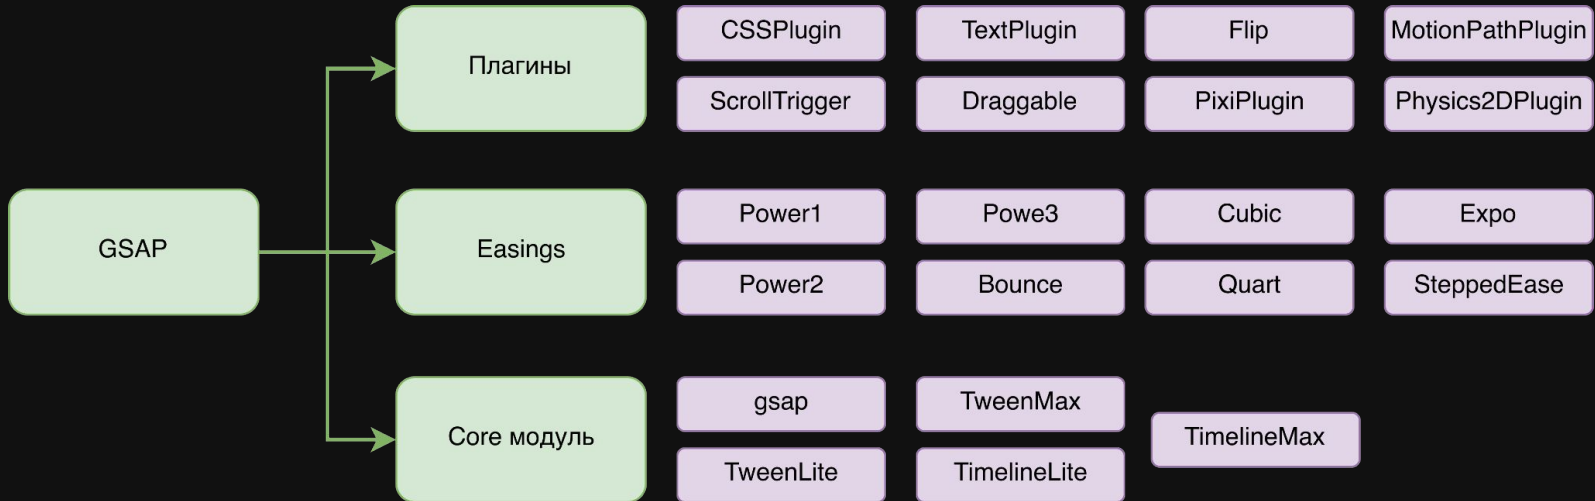 GSAP
Плагины
CSSPlugin
TextPlugin
Flip
MotionPathPlugin
ScrollTrigger
Draggable
PixiPlugin
Physics2DPlugin
Easings
Power1
Powe3
Cubic
Expo
Power2
Bounce
Quart
SteppedEase
Core модуль
gsap
TweenMax
TimelineMax
TweenLite
TimelineLite